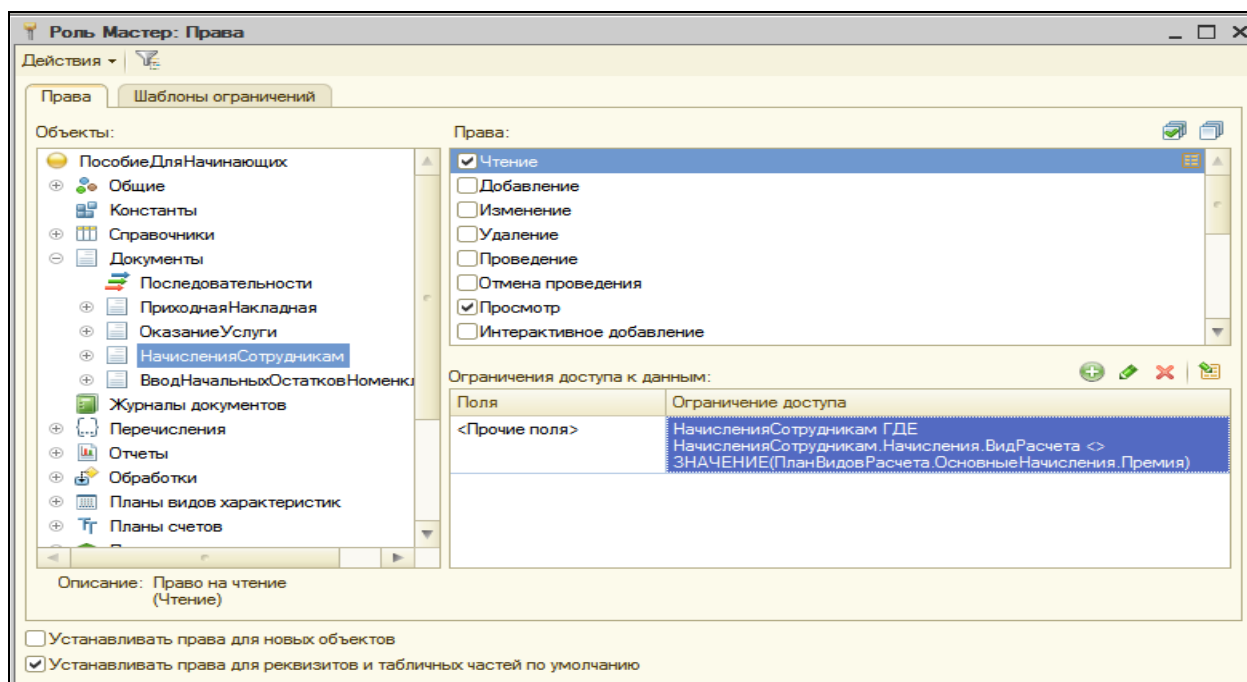 Роль Мастер: Права
Действия
Права
Шаблоны ограничений
Объекты:
ПособиеДляНачинающих
Общие
Константы
Справочники
Документы
Последовательности
ПриходнаяНакладная
ОказаниеУслуги
НачисленияСотрудникам
ВводНачальныхОстатковНоменкл
Журналы документов
Перечисления
Отчеты
Обработки
Планы видов характеристик
Планы счетов
Права:
Чтение
Добавление
Изменение
Удаление
Проведение
Отмена проведения
Просмотр
Интерактивное добавление
Ограничения доступа к данным:
Поля
Ограничение доступа
<Прочие поля>
НачисленияСотрудникам ГДЕ
НачисленияСотрудникам.Начисления.ВидРасчета <>
ЗНАЧЕНИЕ(ПланВидовРасчета.ОсновныеНачисления.Премия)
Описание: Право на чтение
(Чтение)
Устанавливать права для новых объектов
Устанавливать права для реквизитов и табличных частей по умолчанию